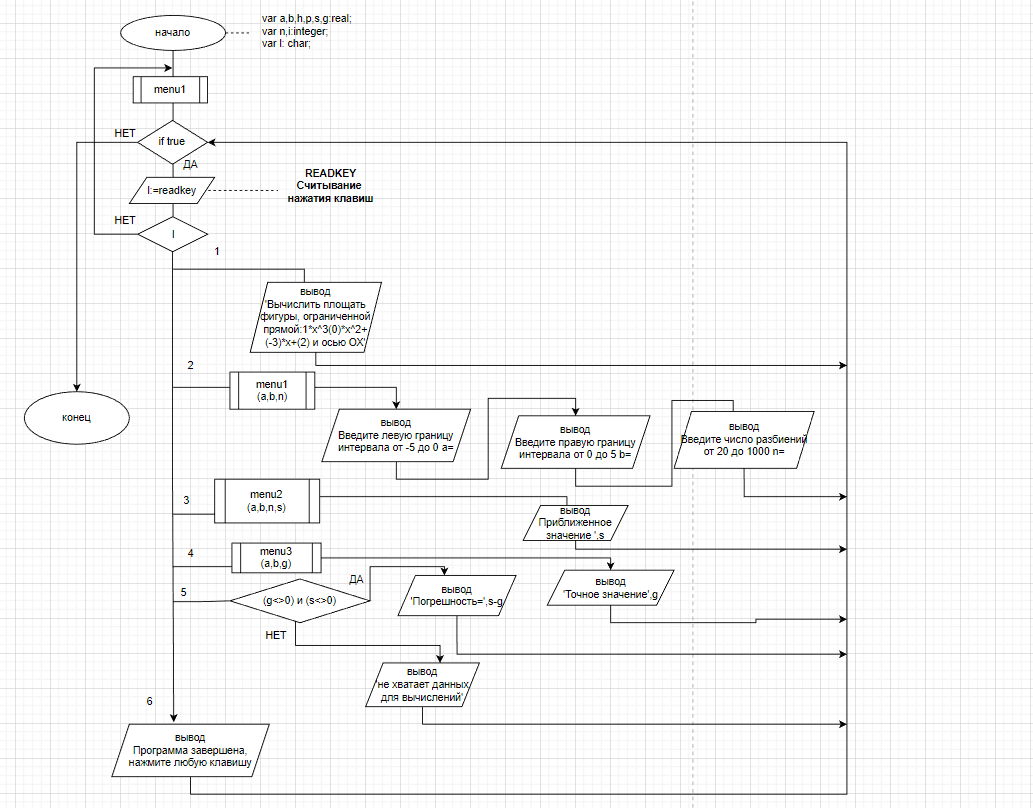 начало
var a,b,h,p,s,g:real;
var n,i:integer;
var l: char;
menu1
НЕТ
if true
ДА
l:=readkey
READKEY
Считывание
нажатия клавиш
НЕТ
l
1
вывод
'Вычислить площать
фигуры, ограниченной
прямой:1*x^3(0)*x^2+
(-3)*x+(2) и осью OX'
2
menu1
(a,b,n)
конец
вывод
Введите левую границу
интервала от -5 до 0 a=
вывод
Введите правую границу
интервала от 0 до 5 b=
вывод
Введите число разбиений
от 20 до 1000 n=
3
menu2
(a,b,n,s)
вывод
Приближенное
значение ',s
4
menu3
(a,b,g)
5
(g<>0) и (s<>0)
ДА
вывод
'Погрешность=',s-g
вывод
'Точное значение',g
НЕТ
вывод
'не хватает данных
для вычислений'
6
вывод
Программа завершена,
нажмите любую клавишу